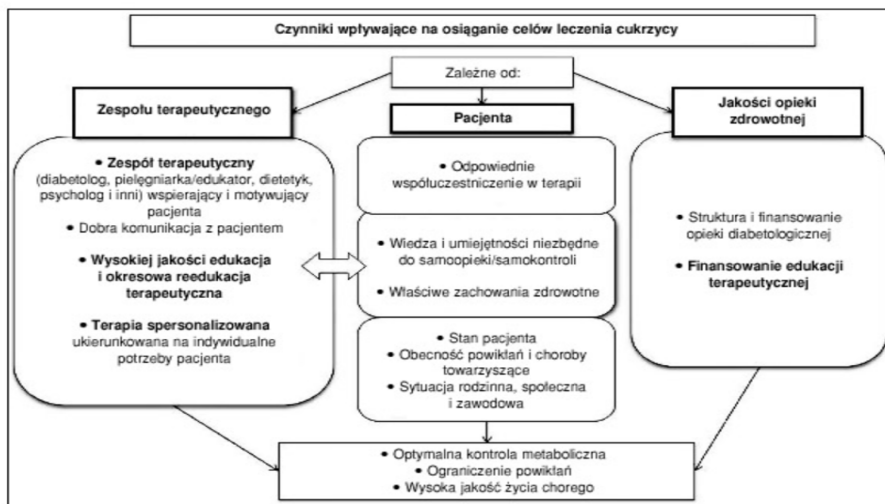 Czynniki wpływające na osiąganie celów leczenia cukrzycy
Zależne od:
Zespołu terapeutycznego
• Zespół terapeutyczny
(diabetolog, pielęgniarka/edukator, dietetyk,
psycholog i inni) wspierający i motywujący
pacjenta
• Dobra komunikacja z pacjentem
• Wysokiej jakości edukacja
i okresowa reedukacja
terapeutyczna
• Terapia spersonalizowana
ukierunkowana na indywidualne
potrzeby pacjenta
Pacjenta
• Odpowiednie
współuczestniczenie w terapii
• Wiedza i umiejętności niezbędne
do samoopieki/samokontroli
• Właściwe zachowania zdrowotne
• Stan pacjenta
• Obecność powikłań i choroby
towarzyszące
• Sytuacja rodzinna, społeczna
i zawodowa
Jakości opieki
zdrowotnej
• Struktura i finansowanie
opieki diabetologicznej
• Finansowanie edukacji
terapeutycznej
• Optymalna kontrola metaboliczna
• Ograniczenie powikłań
• Wysoka jakość życia chorego